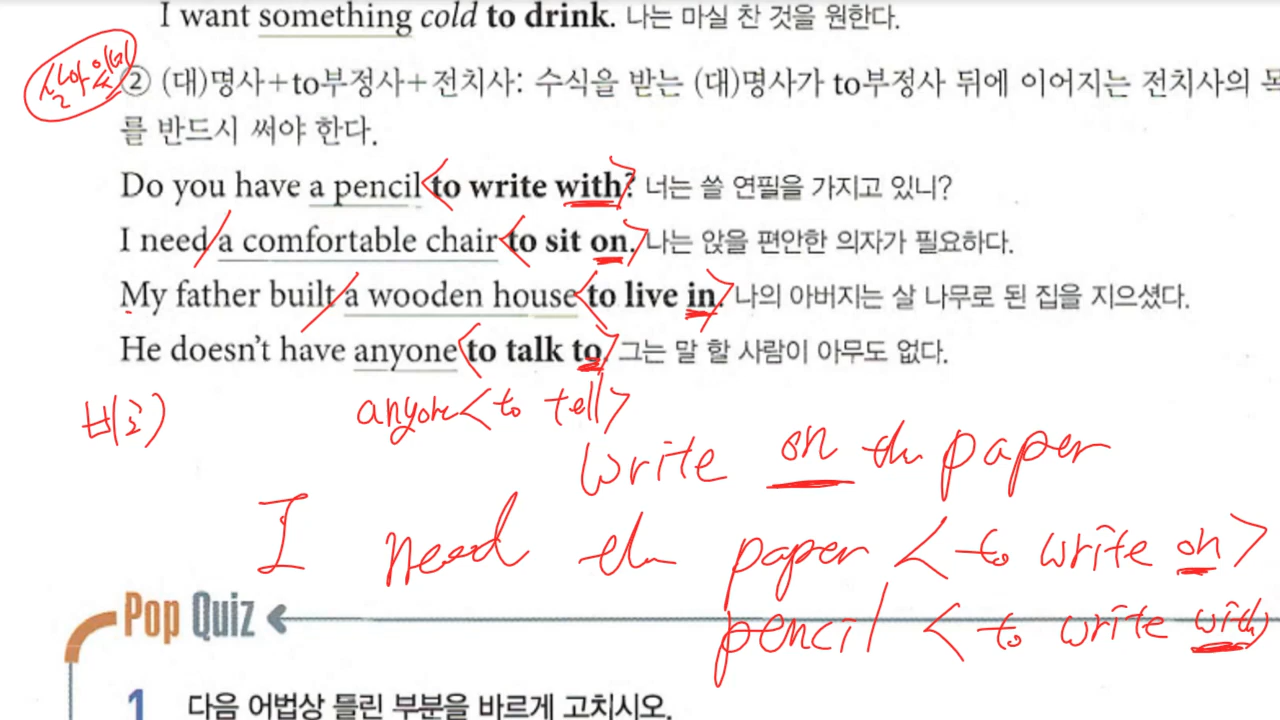 I want something cold to drink. 나는 마실 찬 것을 원한다.
② (대)명사+to부정사+전치사: 수식을 받는 (대)명사가 to부정사 뒤에 이어지는 전치사의 목
를 반드시 써야 한다.
Do you have a pencil <to write with>? 너는 쓸 연필을 가지고 있니?
I need / a comfortable chair <to sit on>. 나는 앉을 편안한 의자가 필요하다.
My father built / a wooden house <to live in>. 나의 아버지는 살 나무로 된 집을 지으셨다.
He doesn't have anyone <to talk to>. 그는 말 할 사람이 아무도 없다.
비교) anyone <to tell>
write on the paper
I need the paper <to write on>
pencil <to write with>
Pop Quiz
1 다음 어법상 틀린 부분을 바르게 고치시오.